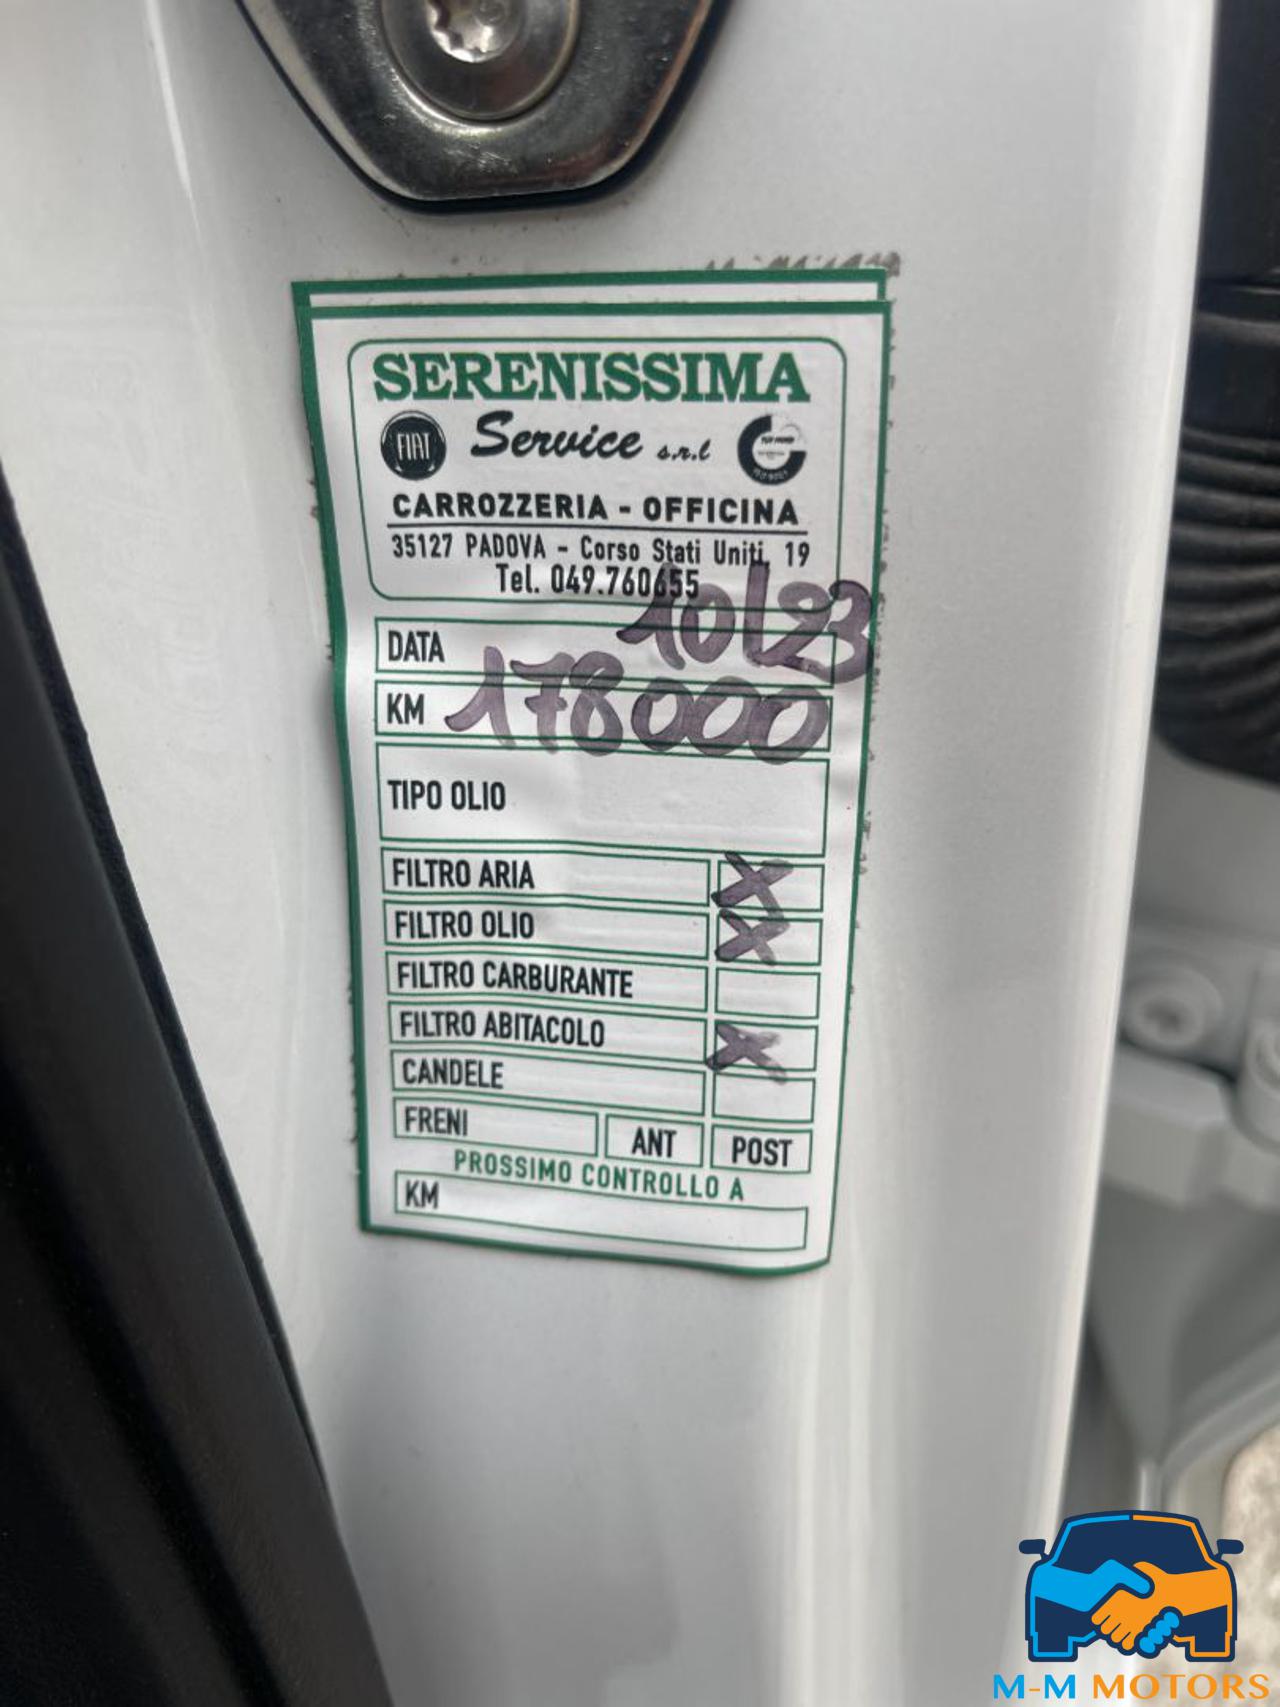 SERENISSIMA
FIAT Service s.r.l
CARROZZERIA - OFFICINA
35127 PADOVA - Corso Stati Uniti, 19
Tel. 049.760655
DATA 10/23
KM 178000
TIPO OLIO
FILTRO ARIA X
FILTRO OLIO X
FILTRO CARBURANTE
FILTRO ABITACOLO X
CANDELE
FRENI ANT POST
PROSSIMO CONTROLLO A
KM
M-M MOTORS